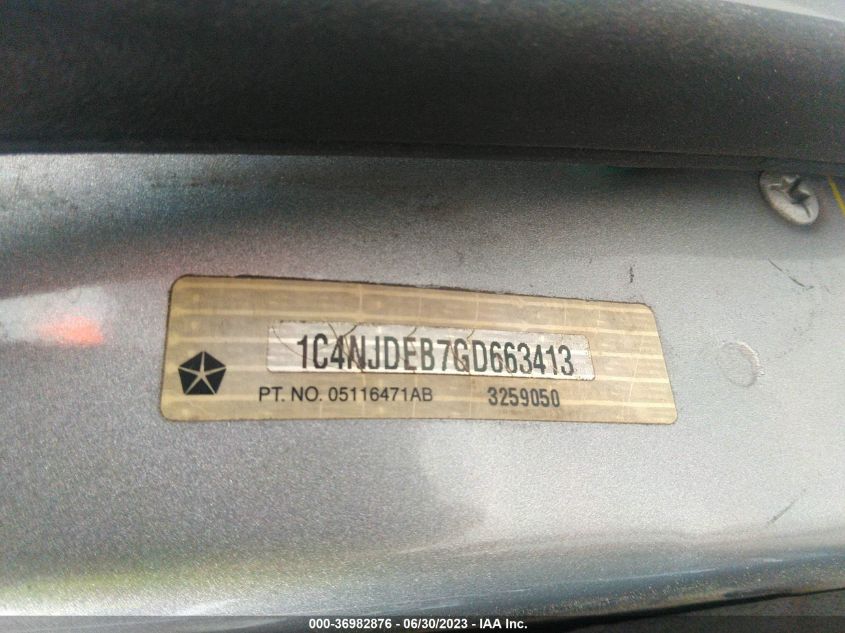 1C4NJDEB7GD663413
PT. NO. 05116471AB 3259050
000-36982876 - 06/30/2023 - © IAA Inc.